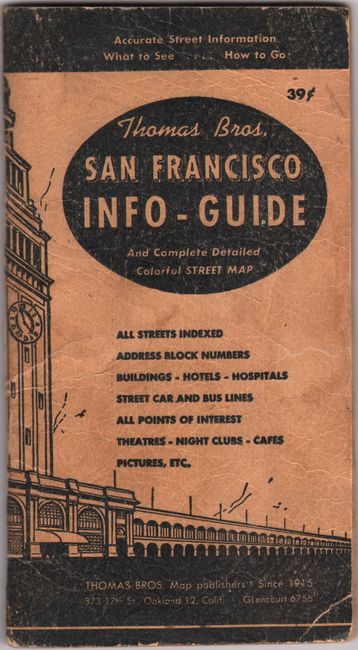 Accurate Street Information
What to See . . . . . How to Go
39¢
Thomas Bros.
SAN FRANCISCO
INFO - GUIDE
And Complete Detailed
Colorful STREET MAP
ALL STREETS INDEXED
ADDRESS BLOCK NUMBERS
BUILDINGS - HOTELS - HOSPITALS
STREET CAR AND BUS LINES
ALL POINTS OF INTEREST
THEATRES - NIGHT CLUBS - CAFES
PICTURES, ETC.
THOMAS BROS. Map publishers Since 1915
373 17th St., Oakland 12, Calif. GLencourt 6756